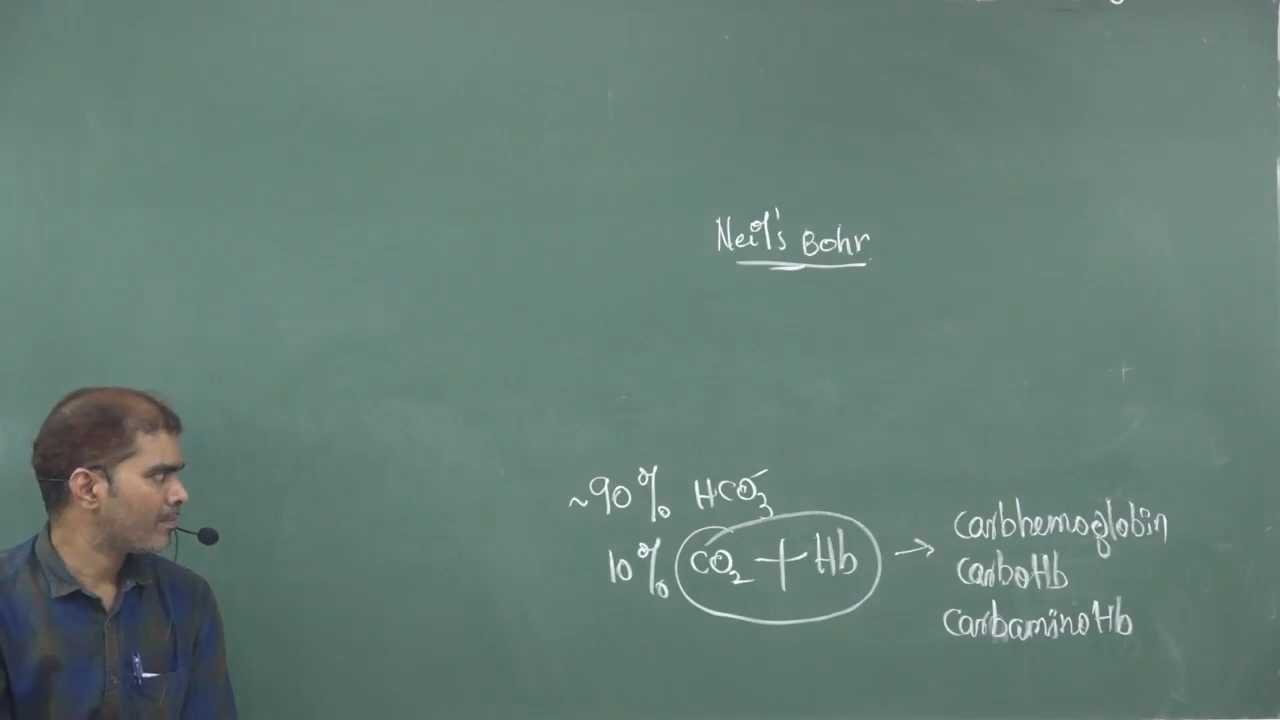 Neil's Bohr
~90% HCO₃⁻
10% CO₂ + Hb → carbhemoglobin
carboHb
carbaminoHb